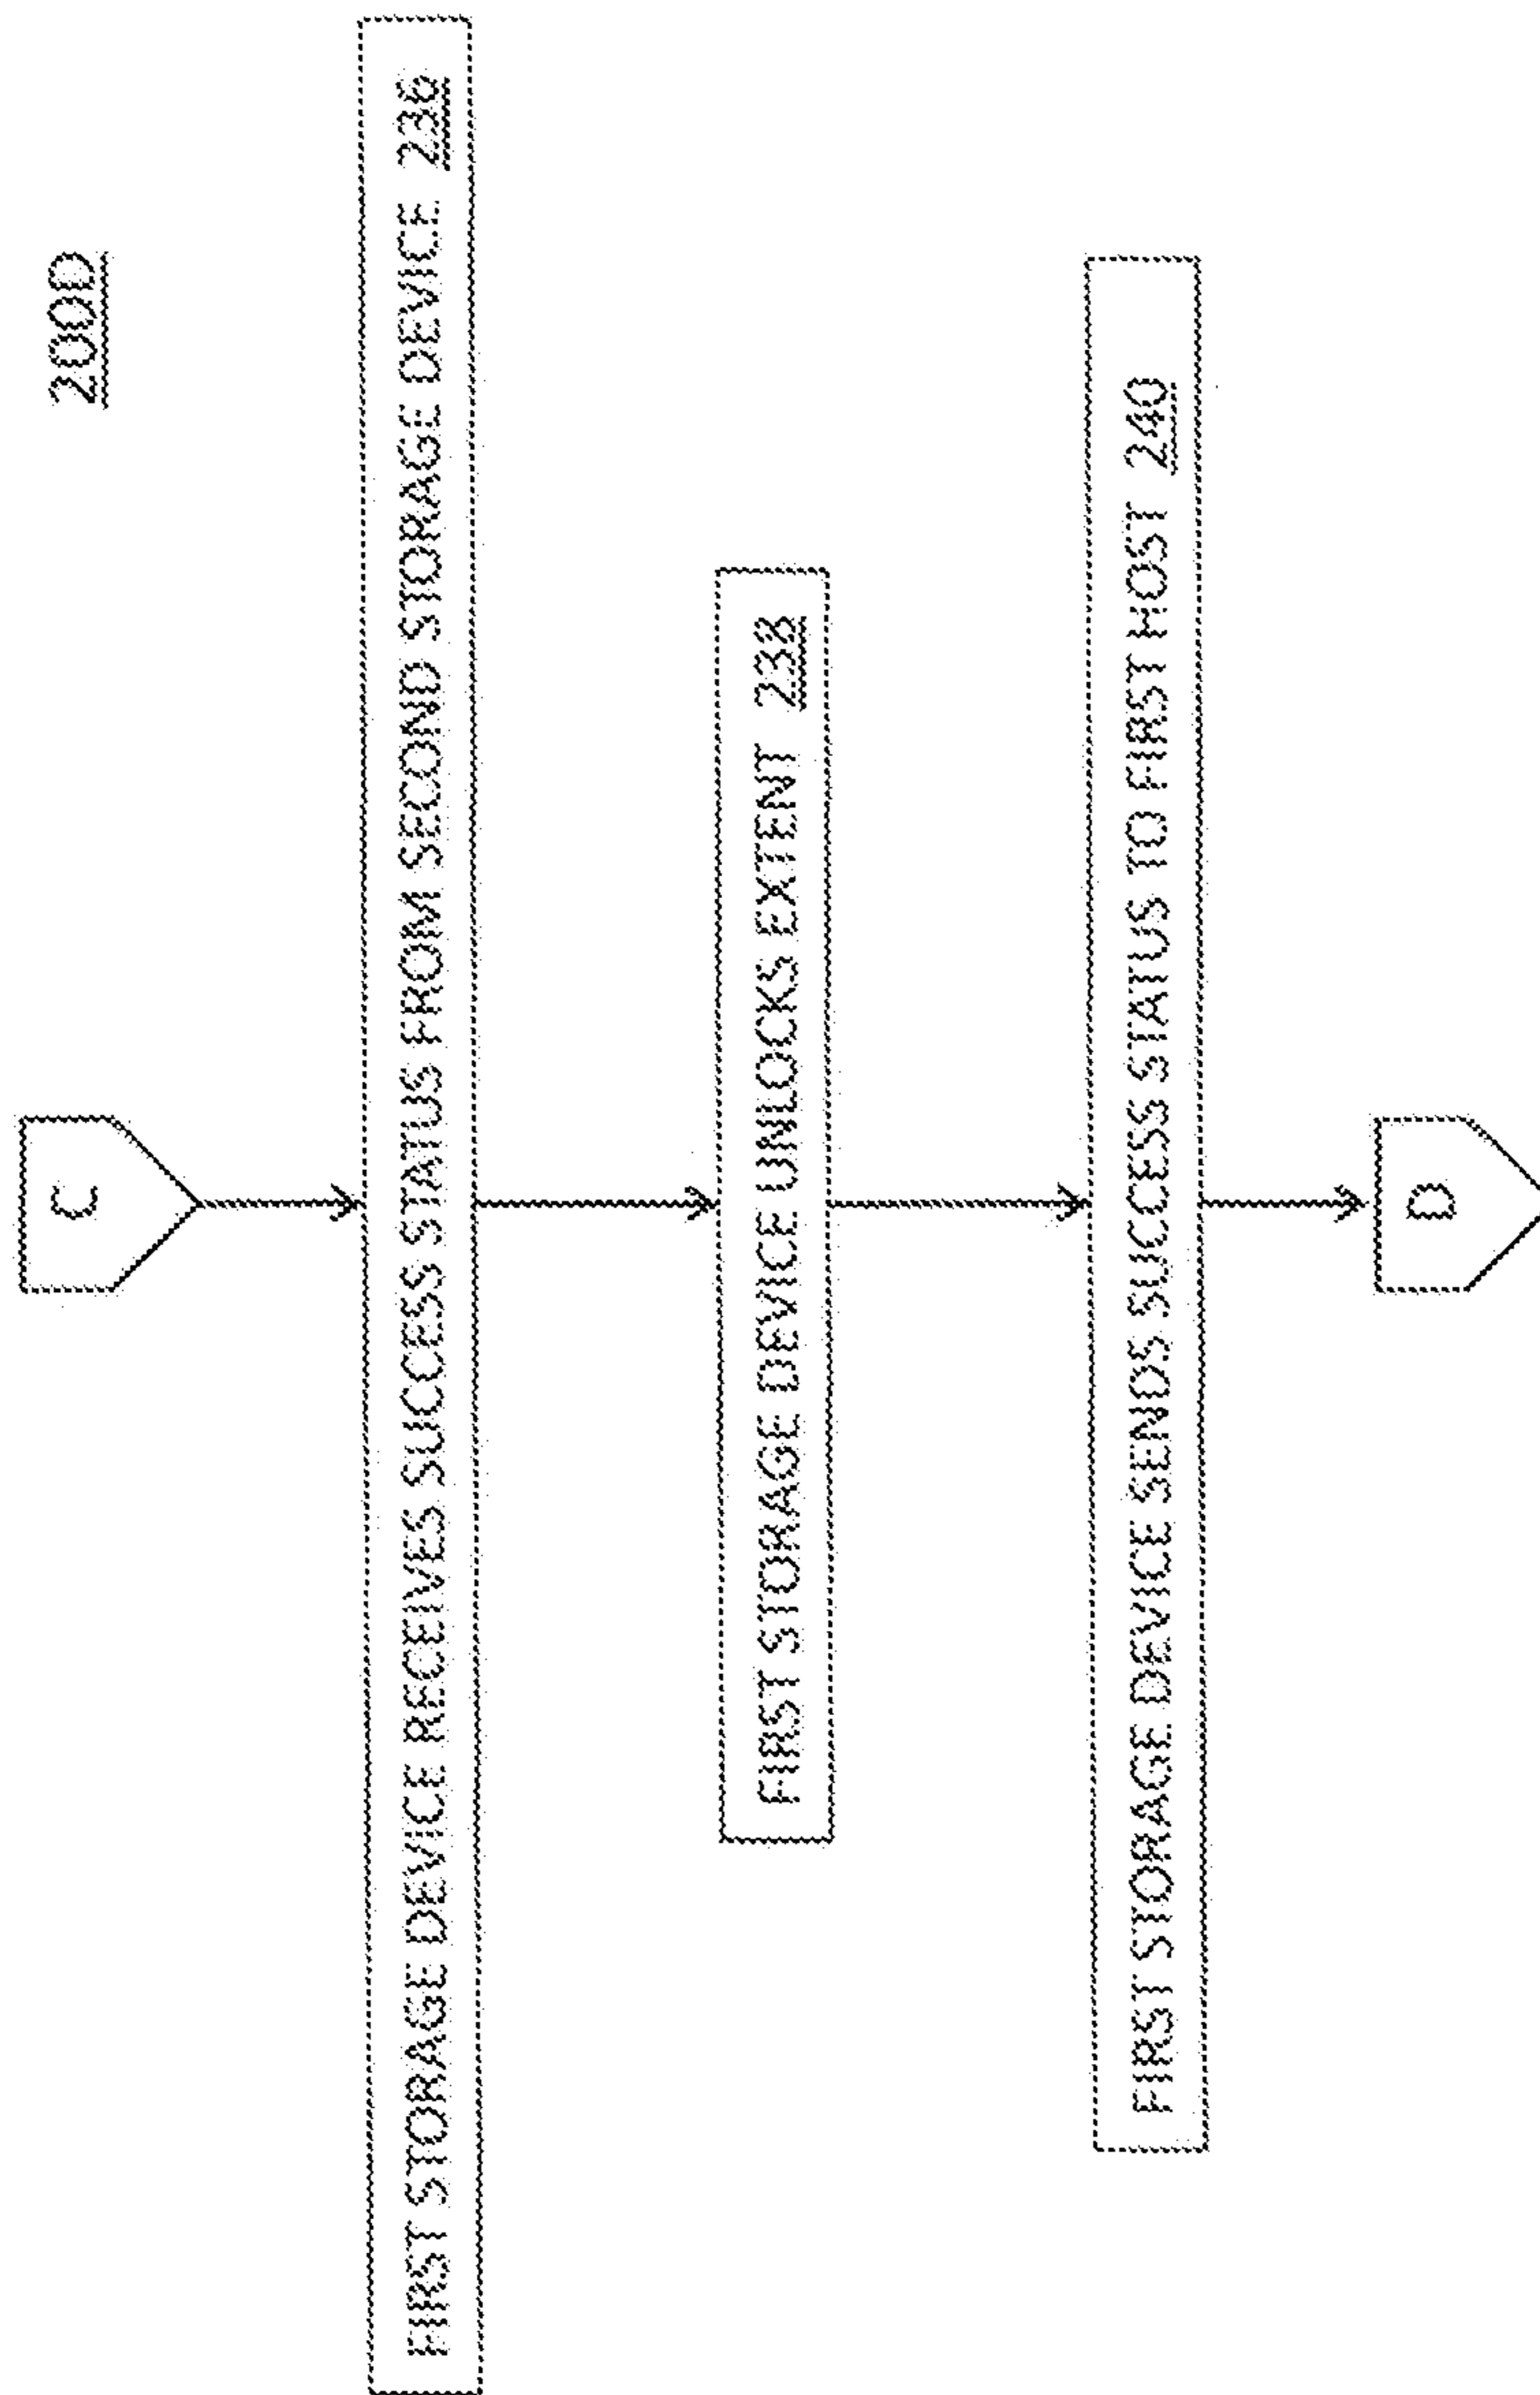 200D
C
FIRST STORAGE DEVICE RECEIVES SUCCESS STATUS FROM SECOND STORAGE DEVICE 236
FIRST STORAGE DEVICE UNLOCKS EXTENT 238
FIRST STORAGE DEVICE SENDS SUCCESS STATUS TO FIRST HOST 240
D